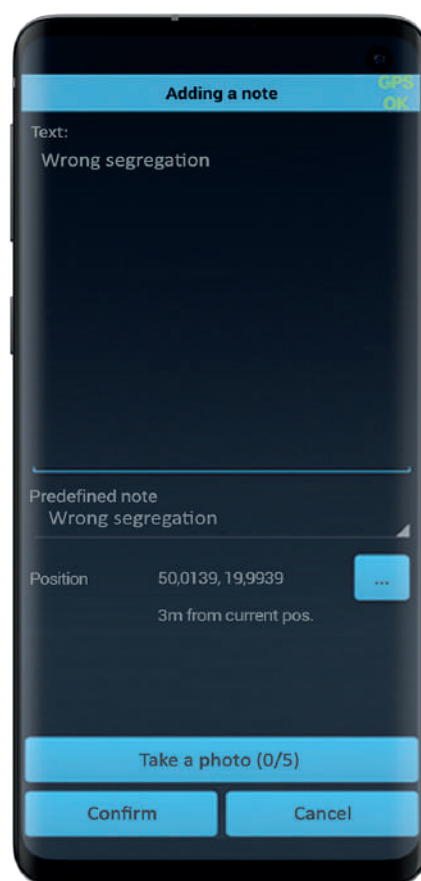 Adding a note
GPS
OK
Text:
Wrong segregation
Predefined note
Wrong segregation
Position 50,0139, 19,9939 ...
3m from current pos.
Take a photo (0/5)
Confirm Cancel